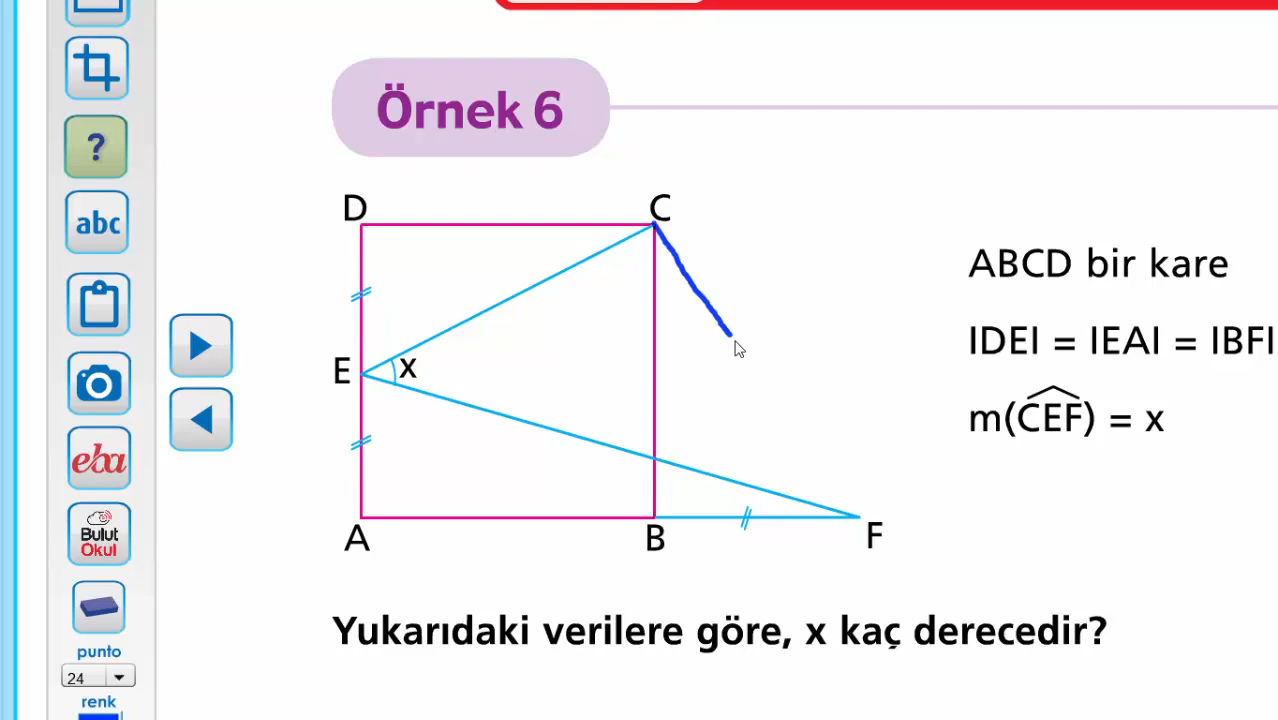 Örnek 6
?
abc
eba
Bulut
Okul
punto
24
renk
D
C
E
x
A
B
F
ABCD bir kare
IDEI = IEAI = IBFI
m(CEF) = x
Yukarıdaki verilere göre, x kaç derecedir?